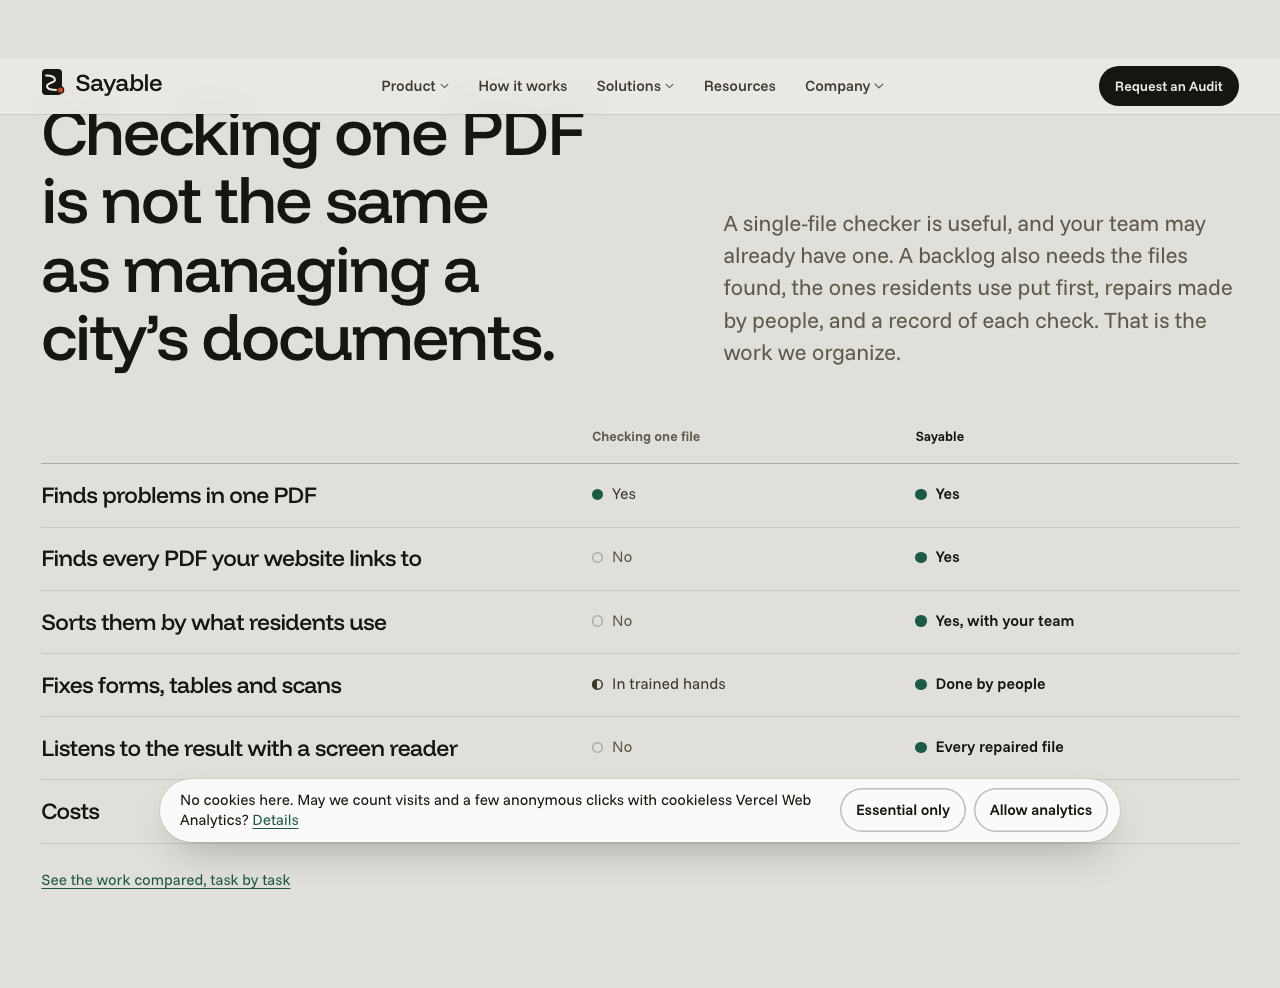 Sayable
Product
How it works
Solutions
Resources
Company
Request an Audit
Checking one PDF
is not the same
as managing a
city’s documents.
A single-file checker is useful, and your team may
already have one. A backlog also needs the files
found, the ones residents use put first, repairs made
by people, and a record of each check. That is the
work we organize.
Checking one file
Sayable
Finds problems in one PDF
Yes
Yes
Finds every PDF your website links to
No
Yes
Sorts them by what residents use
No
Yes, with your team
Fixes forms, tables and scans
In trained hands
Done by people
Listens to the result with a screen reader
No
Every repaired file
Costs
No cookies here. May we count visits and a few anonymous clicks with cookieless Vercel Web
Analytics? Details
Essential only
Allow analytics
See the work compared, task by task